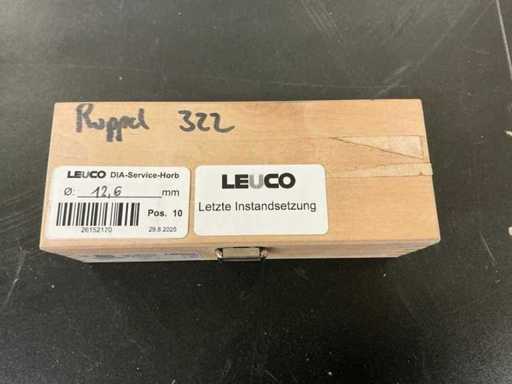 Ruppel 322
LEUCO DIA-Service-Horb
Ø: 12,6 mm
Pos. 10
26152170
29.8.2020
LEUCO
Letzte Instandsetzung